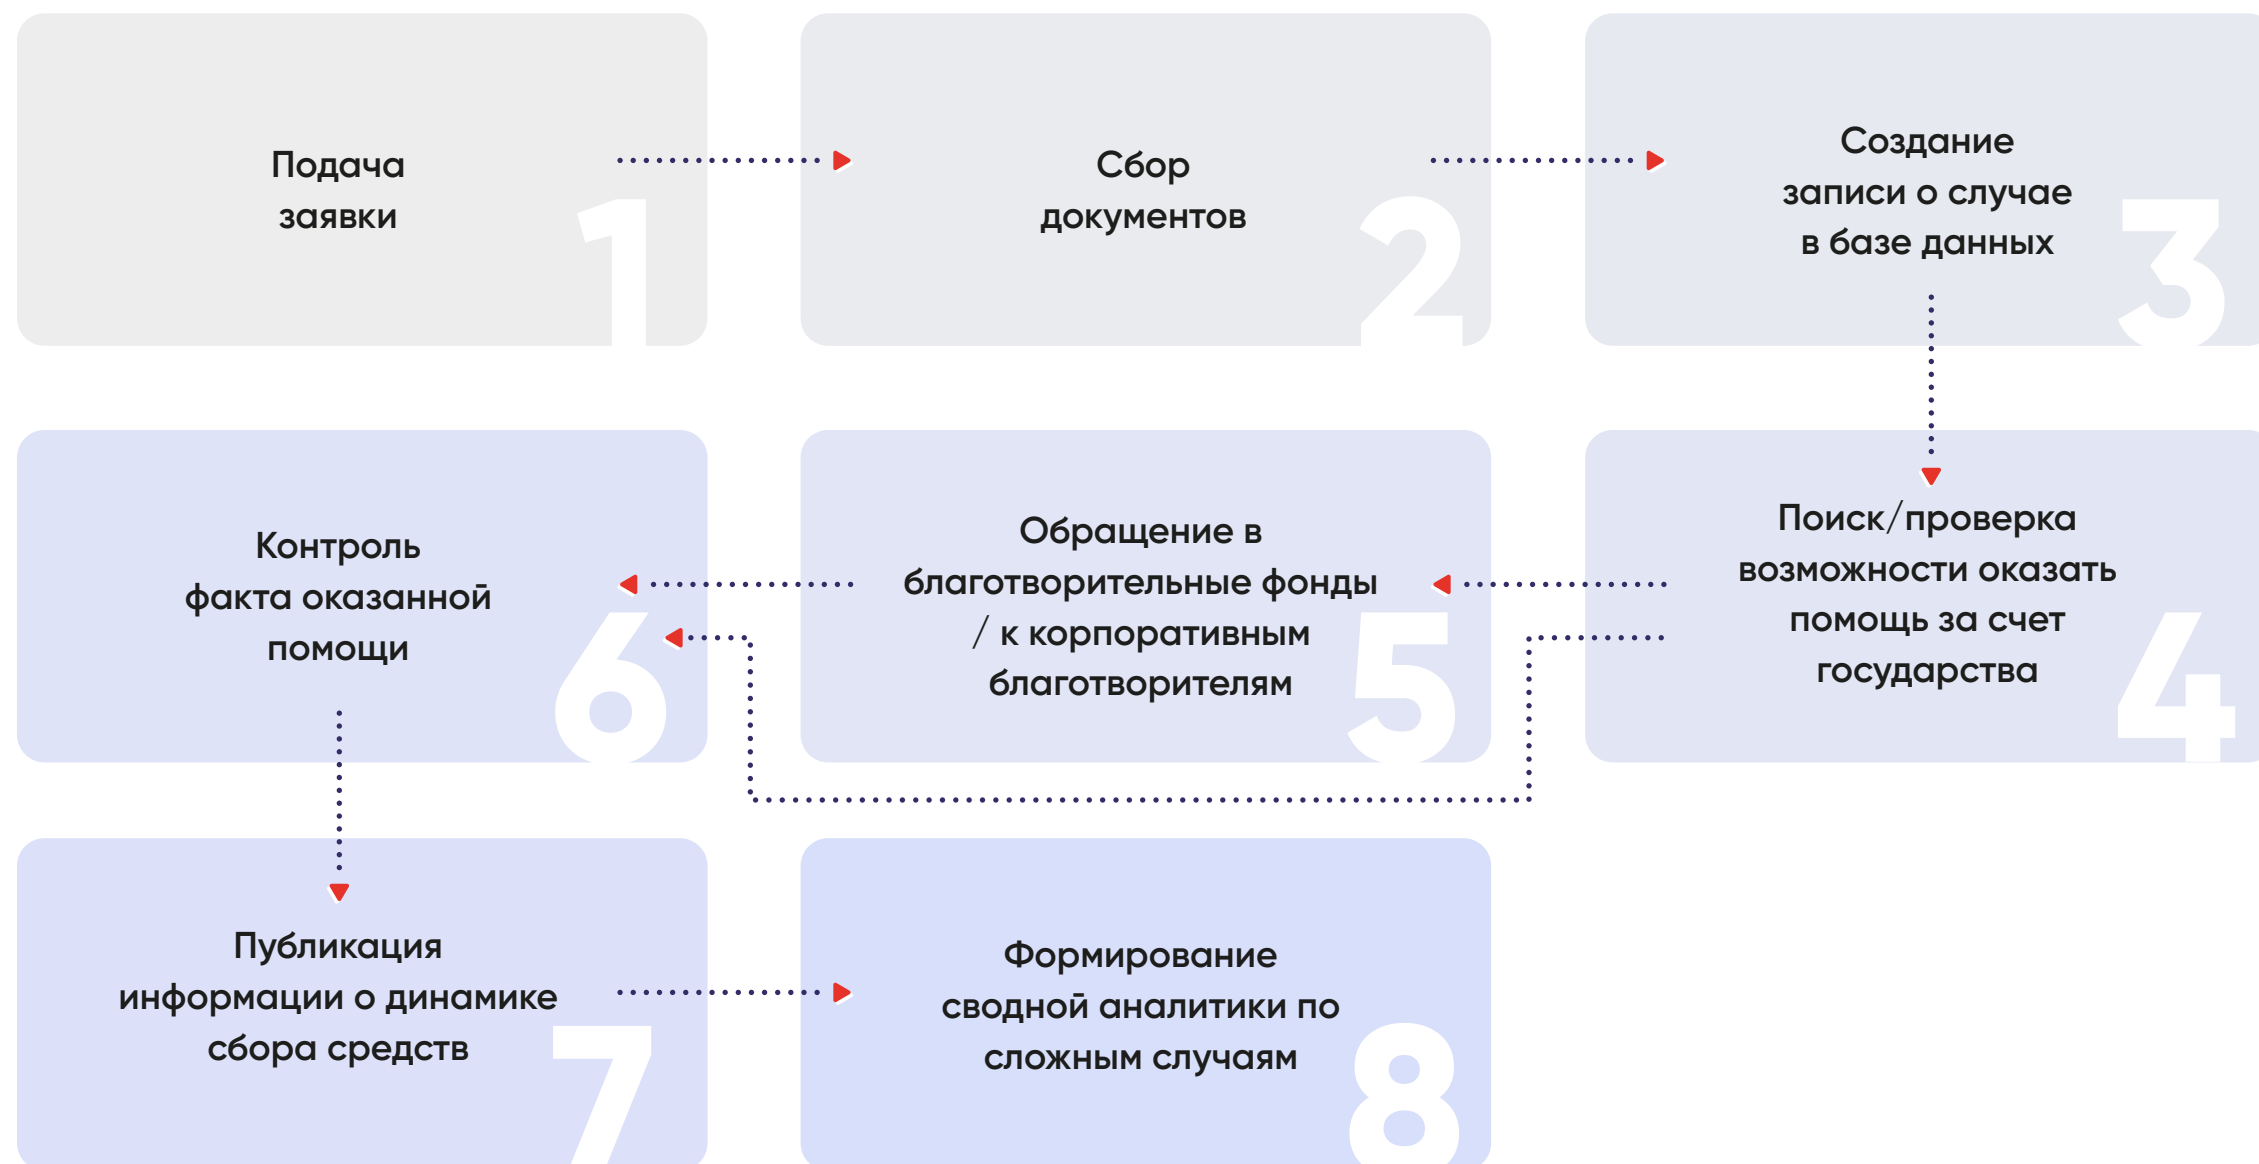 Подача
заявки
1
Сбор
документов
2
Создание
записи о случае
в базе данных
3
Поиск/проверка
возможности оказать
помощь за счет
государства
4
Обращение в
благотворительные фонды
/ к корпоративным
благотворителям
5
Контроль
факта оказанной
помощи
6
Публикация
информации о динамике
сбора средств
7
Формирование
сводной аналитики по
сложным случаям
8